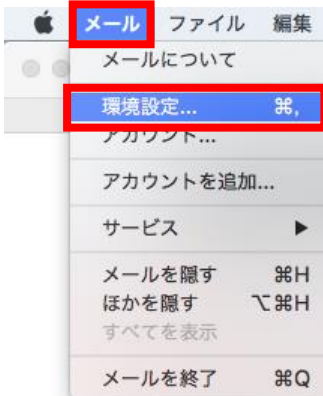 メール ファイル 編集
メールについて
環境設定... ⌘,
アカウント...
アカウントを追加...
サービス ▶
メールを隠す ⌘H
ほかを隠す ⌥⌘H
すべてを表示
メールを終了 ⌘Q